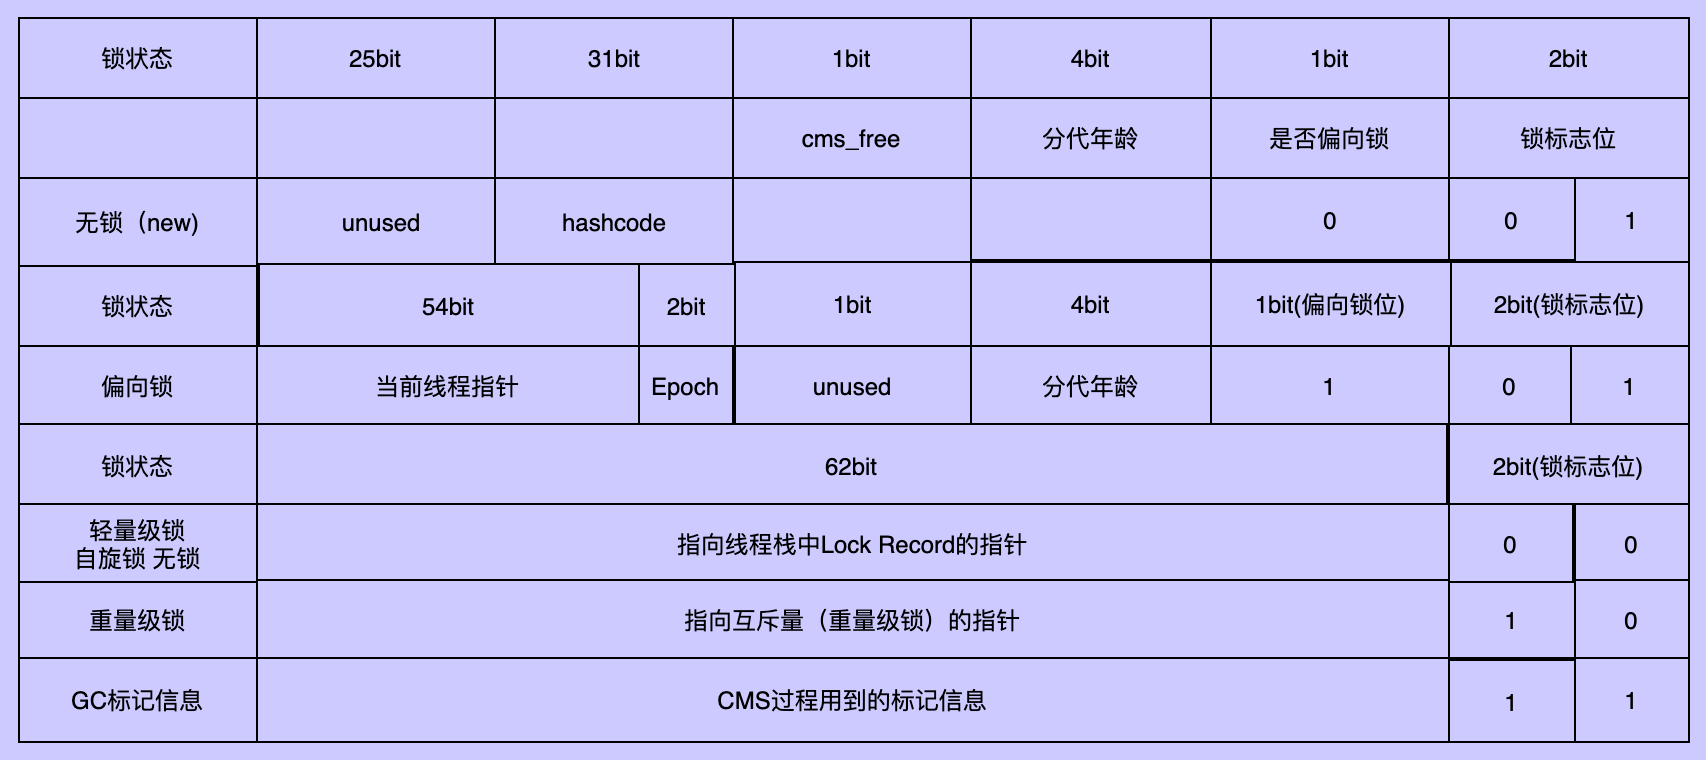 锁状态 25bit 31bit 1bit 4bit 1bit 2bit
cms_free 分代年龄 是否偏向锁 锁标志位
无锁（new) unused hashcode 0 0 1
锁状态 54bit 2bit 1bit 4bit 1bit(偏向锁位) 2bit(锁标志位)
偏向锁 当前线程指针 Epoch unused 分代年龄 1 0 1
锁状态 62bit 2bit(锁标志位)
轻量级锁
自旋锁 无锁 指向线程栈中Lock Record的指针 0 0
重量级锁 指向互斥量（重量级锁）的指针 1 0
GC标记信息 CMS过程用到的标记信息 1 1